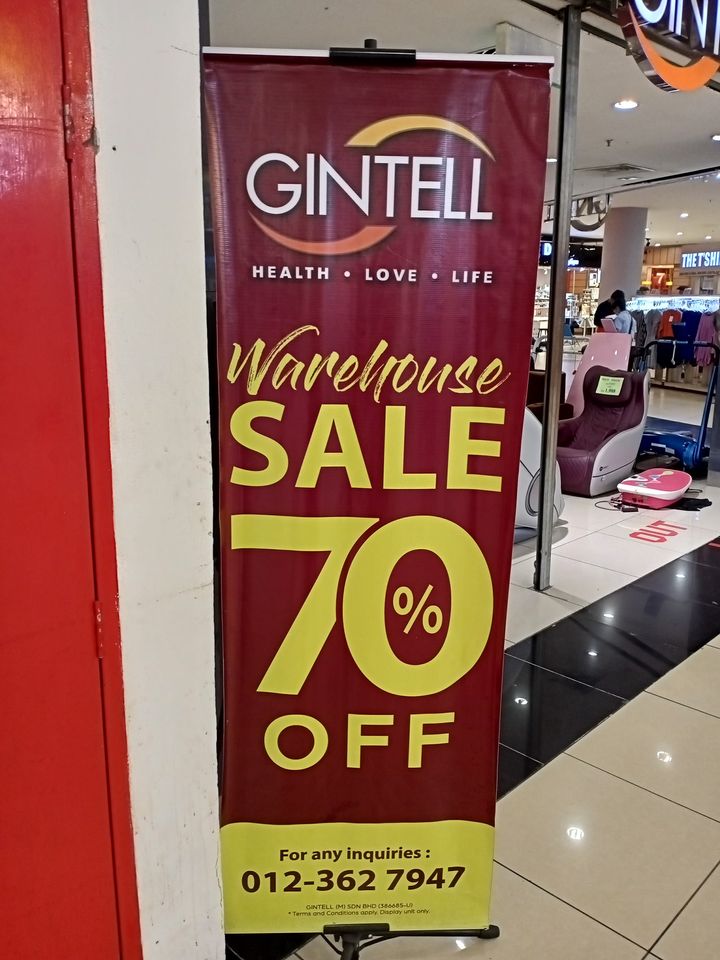 GINTELL
HEALTH • LOVE • LIFE
Warehouse
SALE
70%
OFF
For any inquiries :
012-362 7947
GINTELL (M) SDN BHD (386685-U)
* Terms and Conditions apply. Display unit only.
OUT
THE T'SHI